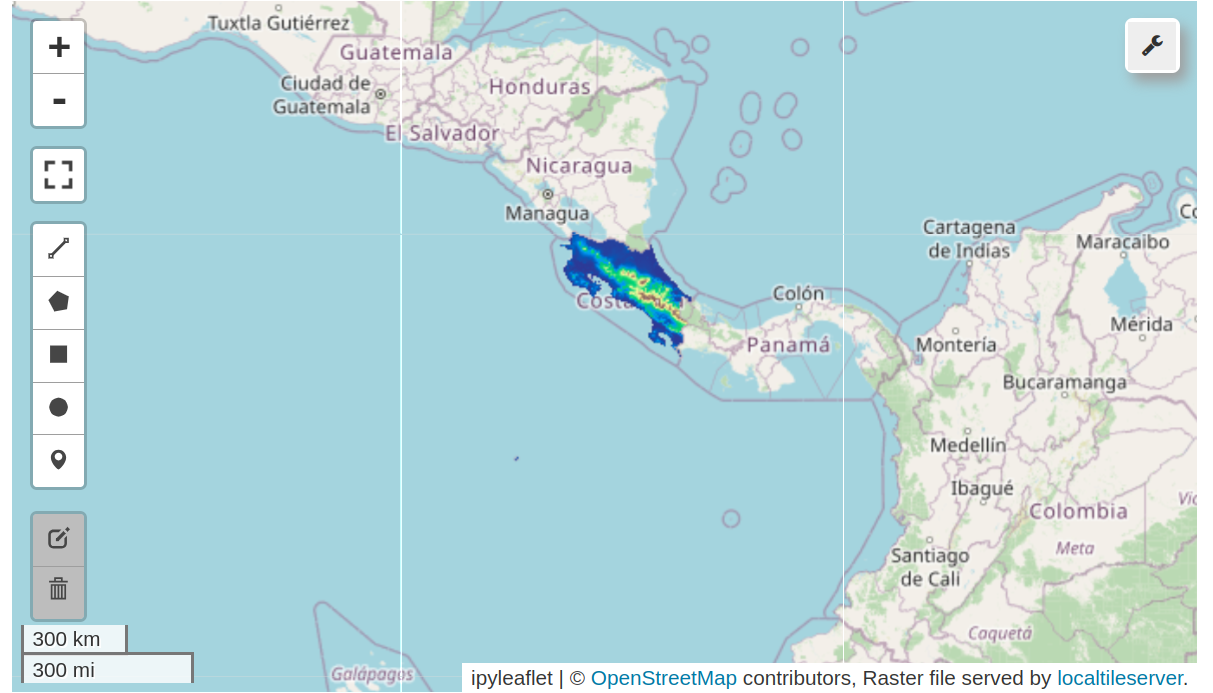 Tuxtla Gutiérrez
Guatemala
Ciudad de
Guatemala
Honduras
El Salvador
Nicaragua
Managua
Cartagena
de Indias
Maracaibo
Costa
Colón
Mérida
Panamá
Montería
Bucaramanga
Medellín
Ibagué
Colombia
Meta
Santiago
de Cali
Caquetá
Galápagos
+
-
300 km
300 mi
ipyleaflet | © OpenStreetMap contributors, Raster file served by localtileserver.